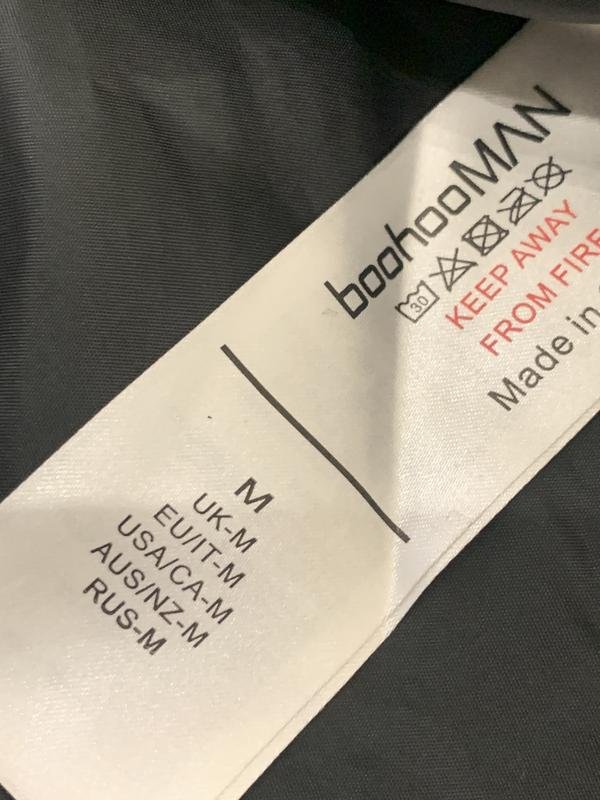 boohooMAN
30
KEEP AWAY
FROM FIRE
Made in
M
UK-M
EU/IT-M
USA/CA-M
AUS/NZ-M
RUS-M